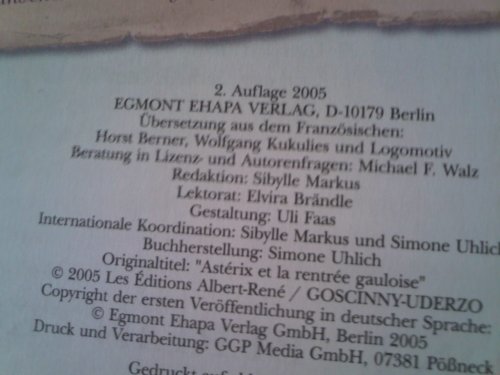 2. Auflage 2005
EGMONT EHAPA VERLAG, D-10179 Berlin
Übersetzung aus dem Französischen:
Horst Berner, Wolfgang Kukulies und Logomotiv
Beratung in Lizenz- und Autorenfragen: Michael F. Walz
Redaktion: Sibylle Markus
Lektorat: Elvira Brändle
Gestaltung: Uli Faas
Internationale Koordination: Sibylle Markus und Simone Uhlich
Buchherstellung: Simone Uhlich
Originaltitel: "Astérix et la rentrée gauloise"
© 2005 Les Éditions Albert-René / GOSCINNY-UDERZO
Copyright der ersten Veröffentlichung in deutscher Sprache:
© Egmont Ehapa Verlag GmbH, Berlin 2005
Druck und Verarbeitung: GGP Media GmbH, 07381 Pößneck
Gedruckt auf